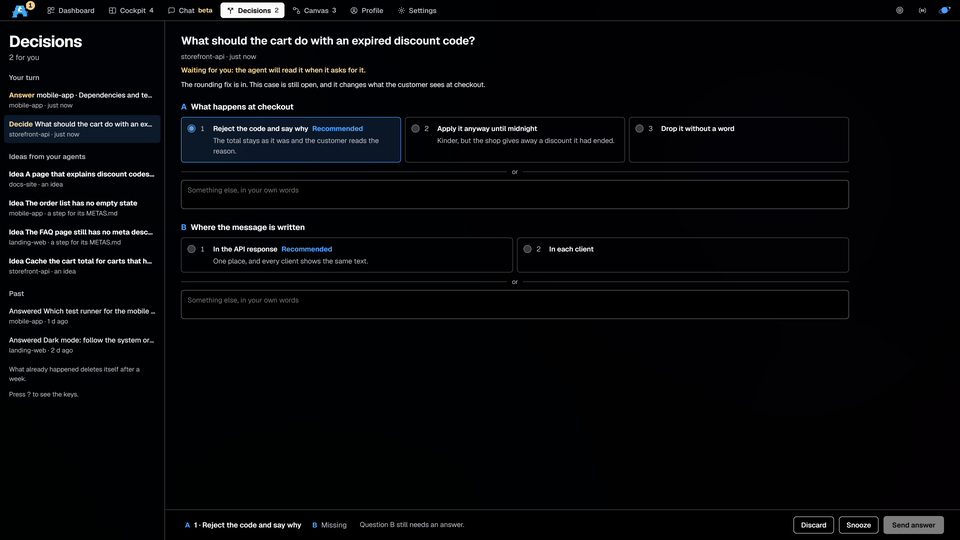 1
Dashboard
Cockpit 4
Chat beta
Decisions 2
Canvas 3
Profile
Settings
Decisions
2 for you
Your turn
Answer mobile-app · Dependencies and te...
mobile-app · just now
Decide What should the cart do with an ex...
storefront-api · just now
Ideas from your agents
Idea A page that explains discount codes...
docs-site · an idea
Idea The order list has no empty state
mobile-app · a step for its METAS.md
Idea The FAQ page still has no meta desc...
landing-web · a step for its METAS.md
Idea Cache the cart total for carts that h...
storefront-api · an idea
Past
Answered Which test runner for the mobile ...
mobile-app · 1 d ago
Answered Dark mode: follow the system or...
landing-web · 2 d ago
What already happened deletes itself after a
week.
Press ? to see the keys.
What should the cart do with an expired discount code?
storefront-api · just now
Waiting for you: the agent will read it when it asks for it.
The rounding fix is in. This case is still open, and it changes what the customer sees at checkout.
A What happens at checkout
1 Reject the code and say why Recommended
The total stays as it was and the customer reads the
reason.
2 Apply it anyway until midnight
Kinder, but the shop gives away a discount it had ended.
3 Drop it without a word
or
Something else, in your own words
B Where the message is written
1 In the API response Recommended
One place, and every client shows the same text.
2 In each client
or
Something else, in your own words
A 1 · Reject the code and say why
B Missing
Question B still needs an answer.
Discard
Snooze
Send answer